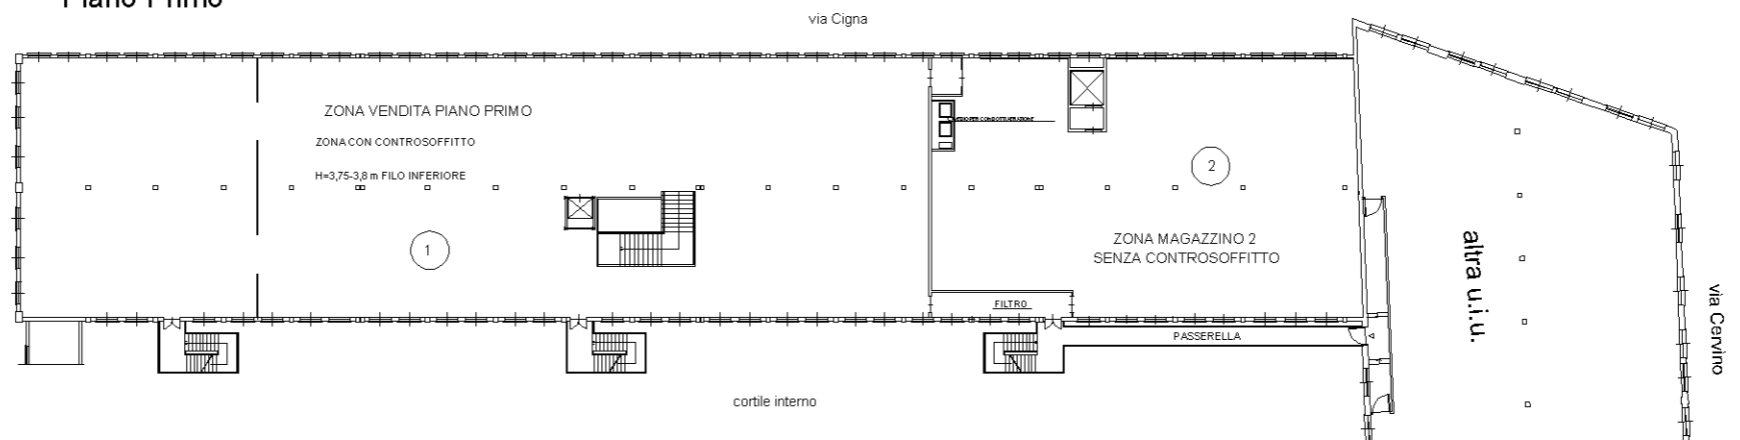 Piano Primo
via Cigna
ZONA VENDITA PIANO PRIMO
ZONA CON CONTROSOFFITTO
H=3,75-3,8 m FILO INFERIORE
1
2
ZONA MAGAZZINO 2
SENZA CONTROSOFFITTO
FILTRO
PASSERELLA
altra u.i.u.
via Cervino
cortile interno